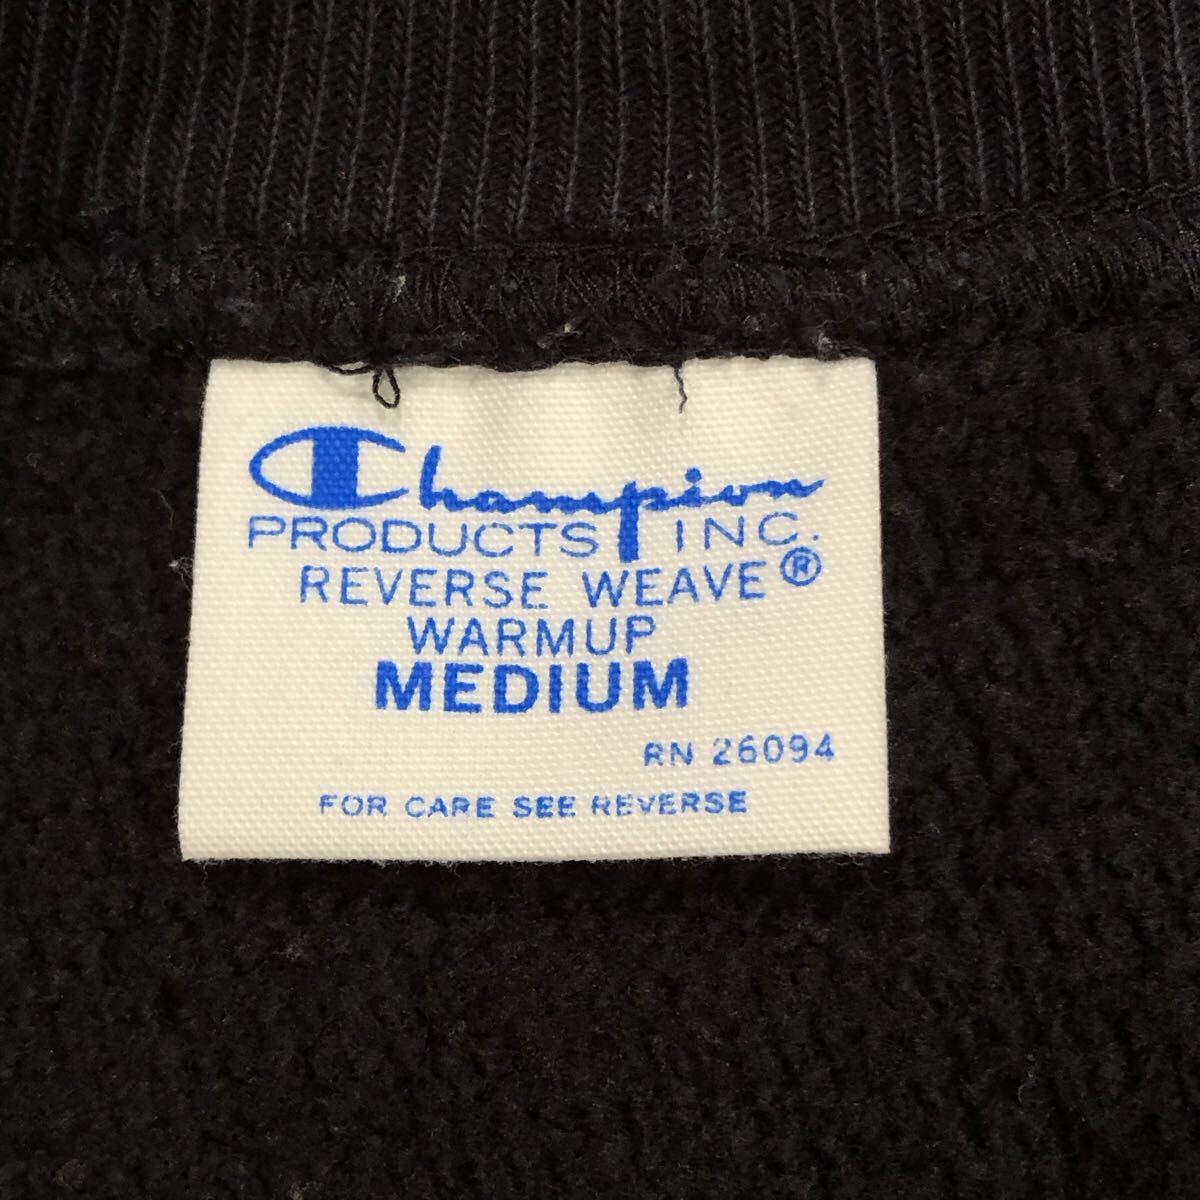 Champion
PRODUCTS INC.
REVERSE WEAVE®
WARMUP
MEDIUM
RN 26094
FOR CARE SEE REVERSE